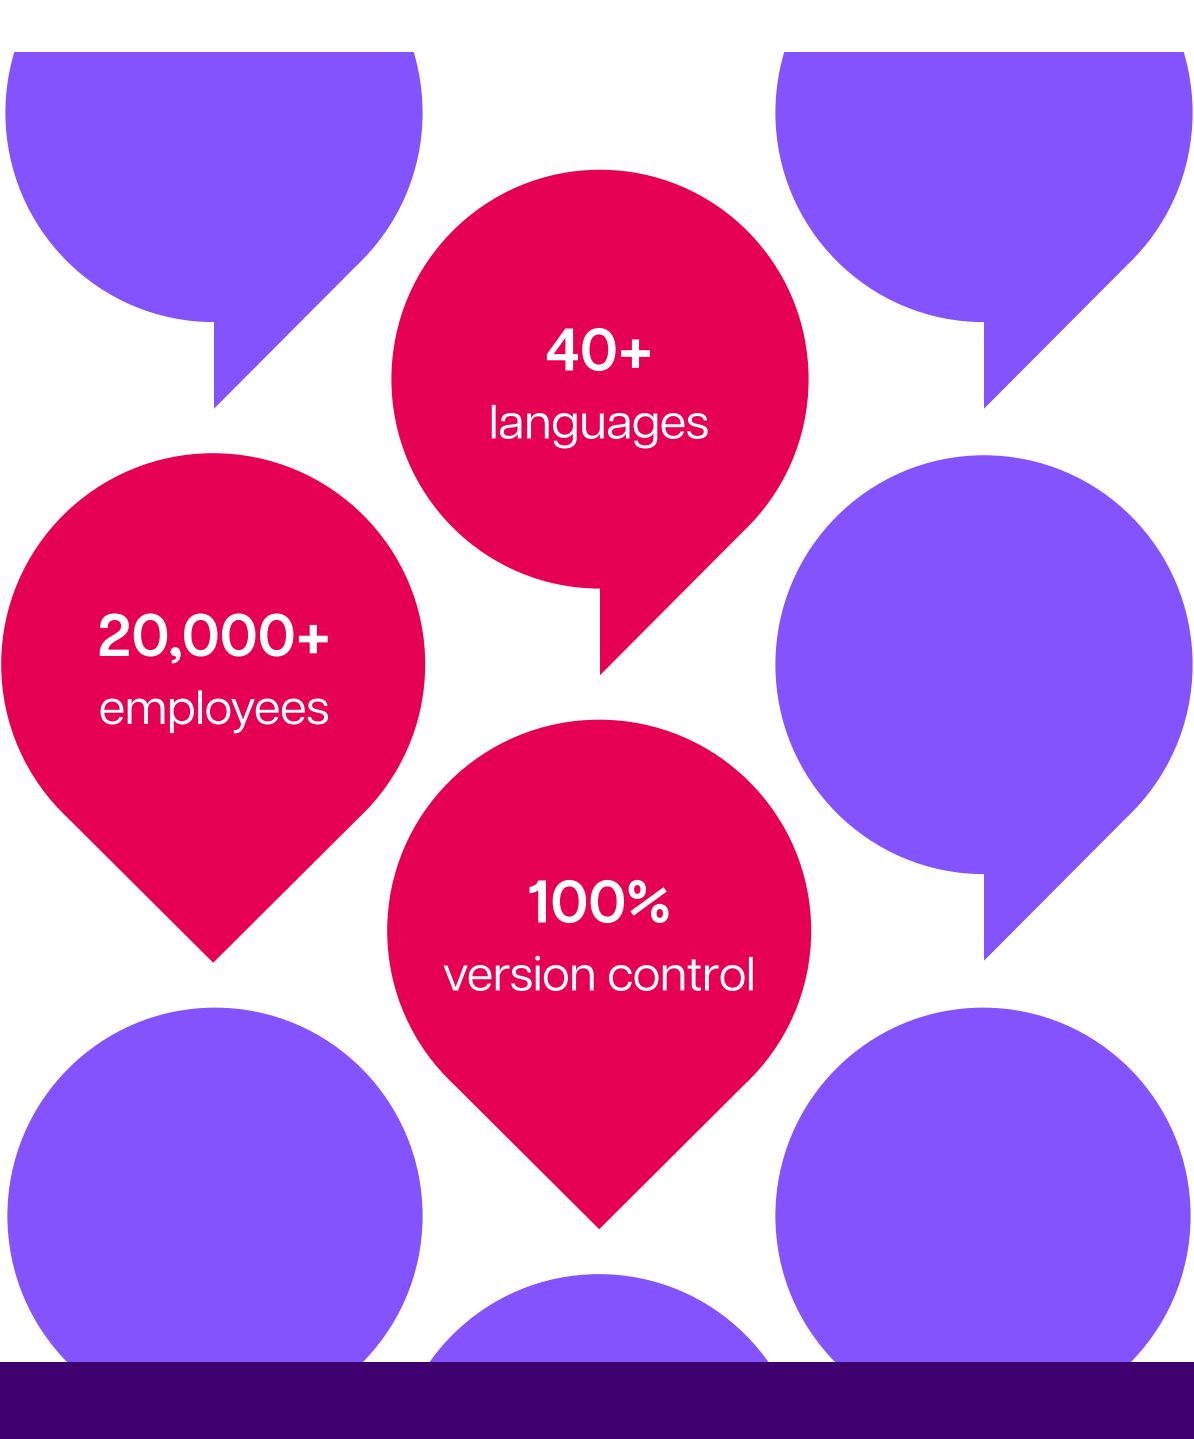 40+
languages
20,000+
employees
100%
version control